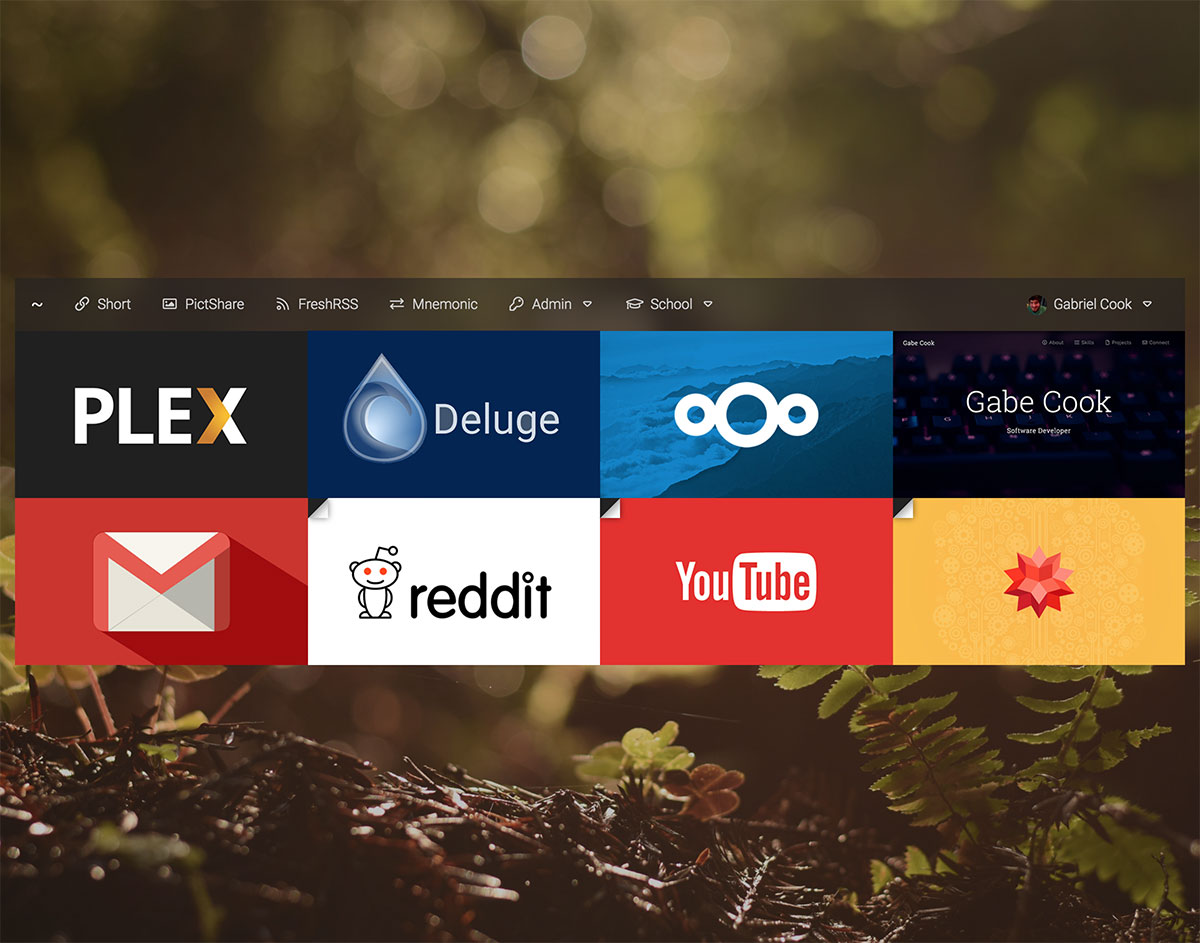 ~ Short PictShare FreshRSS Mnemonic Admin School Gabriel Cook
PLEX
Deluge
Gabe Cook About Skills Projects Connect
Gabe Cook
Software Developer
reddit
YouTube